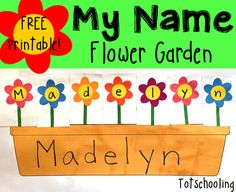 FREE
Printable!
My Name
Flower Garden
M a d e l y n
Madelyn
Totschooling